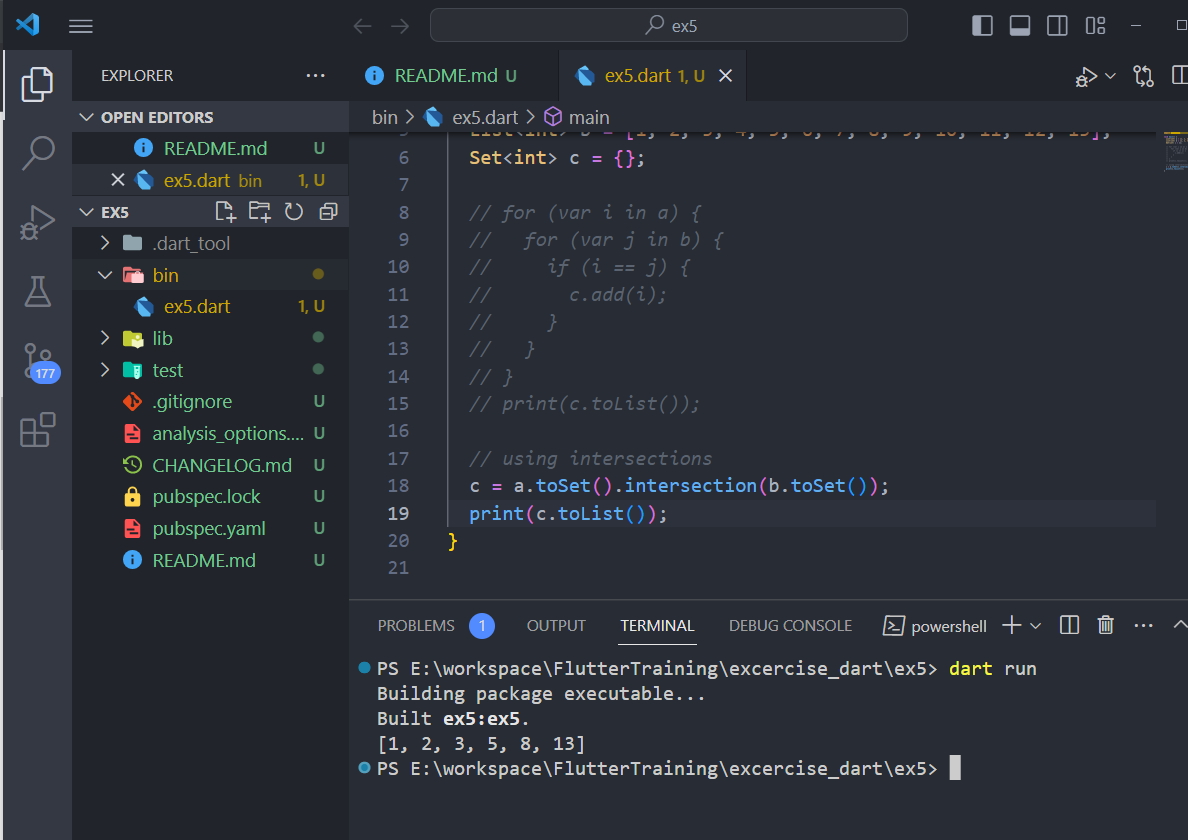 ex5
EXPLORER
README.md U
ex5.dart 1, U
OPEN EDITORS
README.md U
ex5.dart bin 1, U
EX5
.dart_tool
bin
ex5.dart 1, U
lib
test
.gitignore U
analysis_options.... U
CHANGELOG.md U
pubspec.lock U
pubspec.yaml U
README.md U
177
bin > ex5.dart > main
5 List<int> b = [1, 2, 3, 4, 5, 6, 7, 8, 9, 10, 11, 12, 13];
6 Set<int> c = {};
7
8 // for (var i in a) {
9 //   for (var j in b) {
10 //     if (i == j) {
11 //       c.add(i);
12 //     }
13 //   }
14 // }
15 // print(c.toList());
16
17 // using intersections
18 c = a.toSet().intersection(b.toSet());
19 print(c.toList());
20 }
21
PROBLEMS 1 OUTPUT TERMINAL DEBUG CONSOLE powershell
PS E:\workspace\FlutterTraining\excercise_dart\ex5> dart run
Building package executable...
Built ex5:ex5.
[1, 2, 3, 5, 8, 13]
PS E:\workspace\FlutterTraining\excercise_dart\ex5>